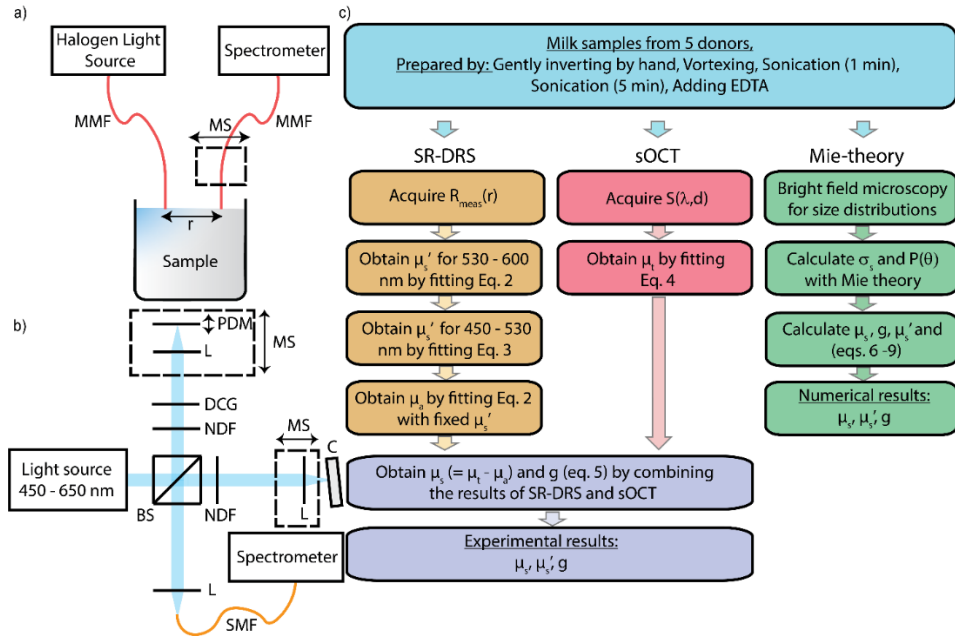 a)
Halogen Light
Source
Spectrometer
MMF
MS
MMF
r
Sample
b)
PDM
MS
L
DCG
NDF
MS
C
Light source
450 - 650 nm
BS
NDF
L
Spectrometer
L
SMF
c)
Milk samples from 5 donors,
Prepared by: Gently inverting by hand, Vortexing, Sonication (1 min),
Sonication (5 min), Adding EDTA
SR-DRS
Acquire Rmeas(r)
Obtain μs' for 530 - 600
nm by fitting Eq. 2
Obtain μs' for 450 - 530
nm by fitting Eq. 3
Obtain μa by fitting Eq. 2
with fixed μs'
sOCT
Acquire S(λ,d)
Obtain μt by fitting
Eq. 4
Mie-theory
Bright field microscopy
for size distributions
Calculate σs and P(θ)
with Mie theory
Calculate μs, g, μs' and
(eqs. 6 -9)
Numerical results:
μs, μs', g
Obtain μs (= μt - μa) and g (eq. 5) by combining
the results of SR-DRS and sOCT
Experimental results:
μs, μs', g